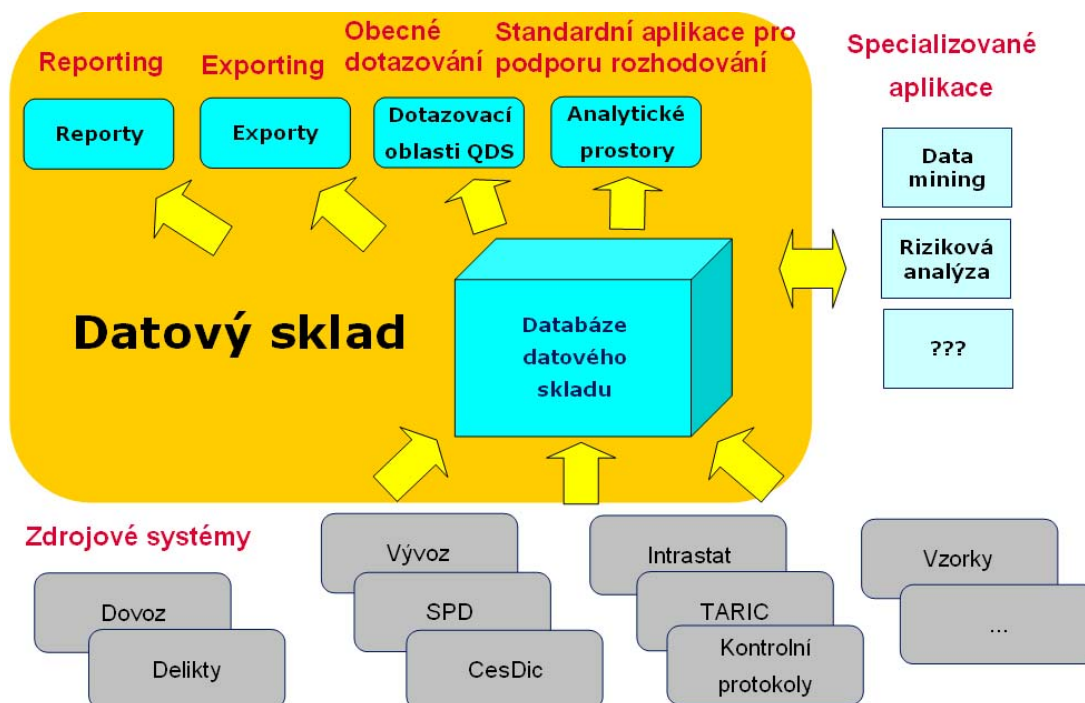 Reporting
Exporting
Obecné
dotazování
Standardní aplikace pro
podporu rozhodování
Specializované
aplikace
Reporty
Exporty
Dotazovací
oblasti QDS
Analytické
prostory
Data
mining
Riziková
analýza
???
Datový sklad
Databáze
datového
skladu
Zdrojové systémy
Dovoz
Delikty
Vývoz
SPD
CesDic
Intrastat
TARIC
Kontrolní
protokoly
Vzorky
...